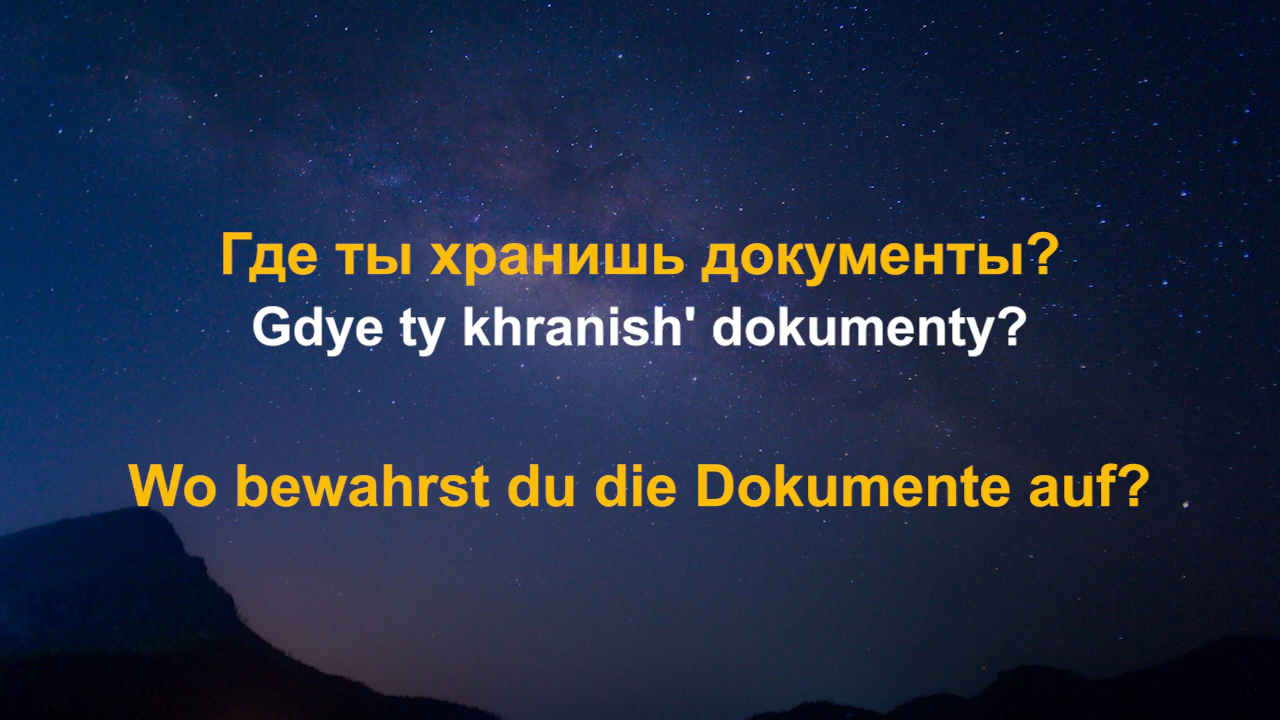 Где ты хранишь документы?
Gdye ty khranish' dokumenty?
Wo bewahrst du die Dokumente auf?